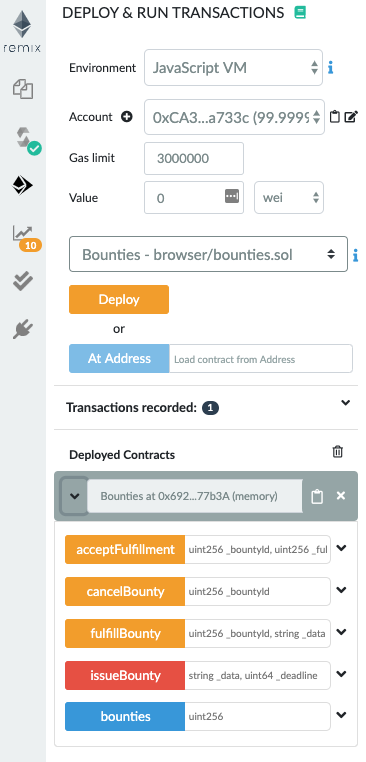 DEPLOY & RUN TRANSACTIONS
remix
Environment JavaScript VM
Account 0xCA3...a733c (99.9999
Gas limit 3000000
Value 0 wei
10
Bounties - browser/bounties.sol
Deploy
or
At Address Load contract from Address
Transactions recorded: 1
Deployed Contracts
Bounties at 0x692...77b3A (memory)
acceptFulfillment uint256 _bountyId, uint256 _ful
cancelBounty uint256 _bountyId
fulfillBounty uint256 _bountyId, string _data
issueBounty string _data, uint64 _deadline
bounties uint256